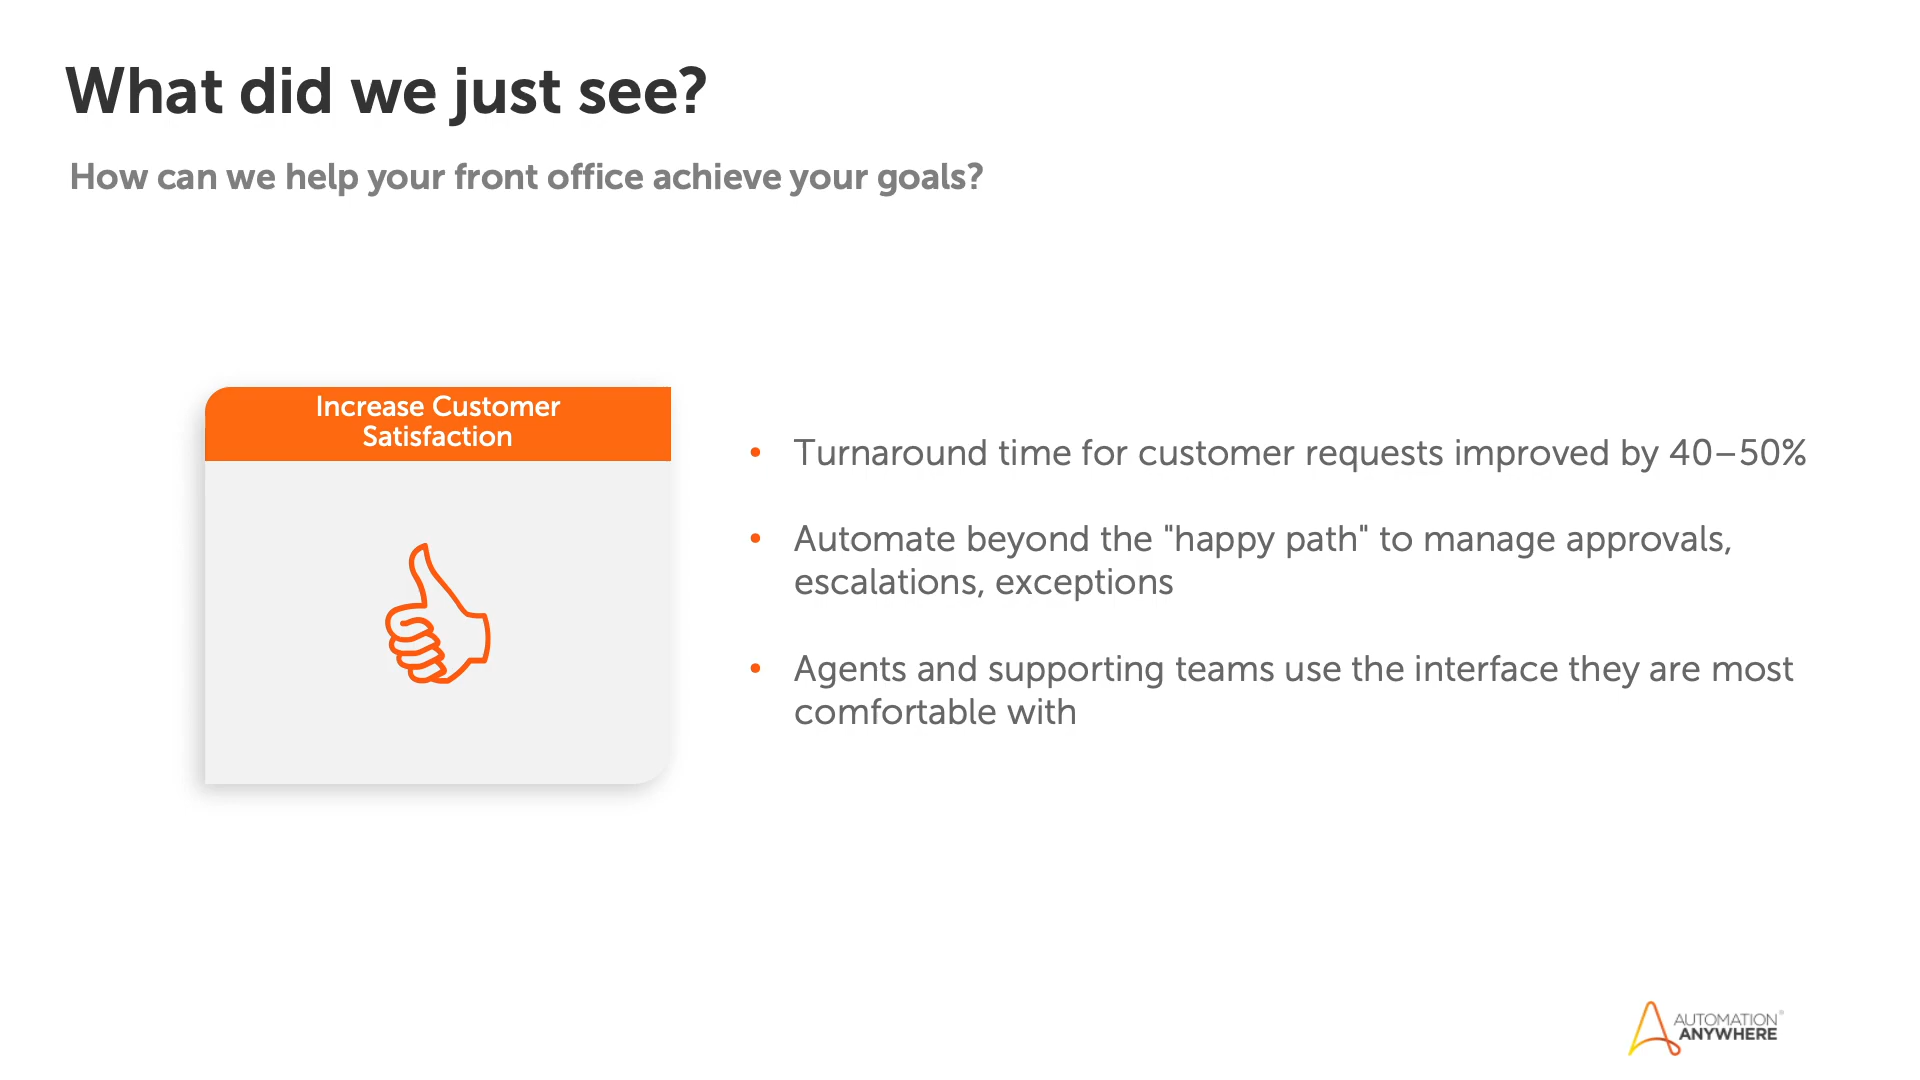 What did we just see?
How can we help your front office achieve your goals?
Increase Customer
Satisfaction
• Turnaround time for customer requests improved by 40–50%
• Automate beyond the "happy path" to manage approvals,
escalations, exceptions
• Agents and supporting teams use the interface they are most
comfortable with
AUTOMATION®
ANYWHERE